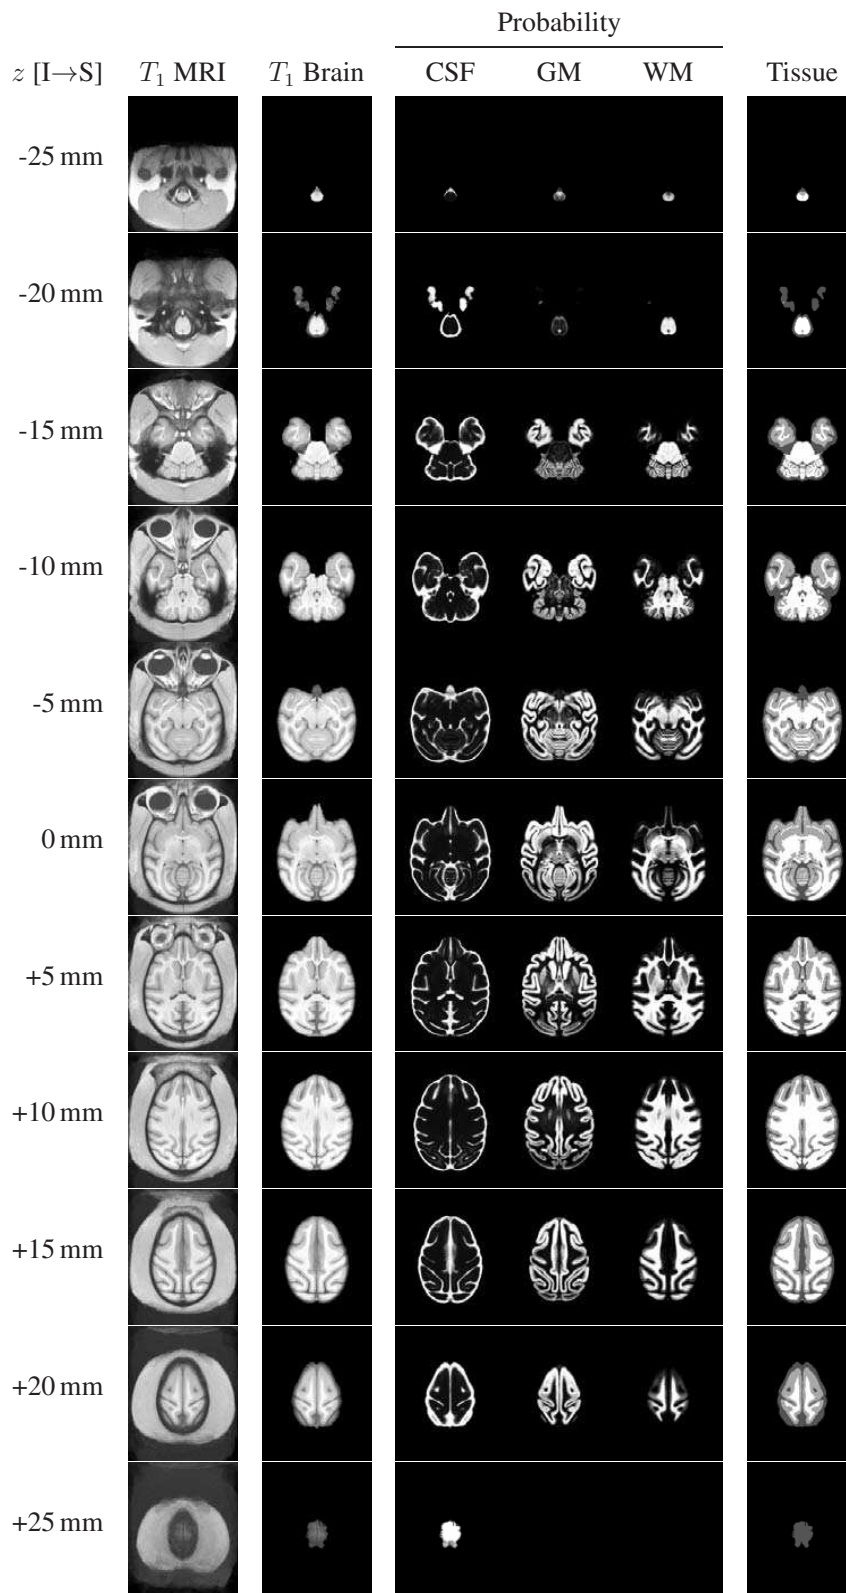 Probability
z [I→S] T₁ MRI T₁ Brain CSF GM WM Tissue
-25 mm
-20 mm
-15 mm
-10 mm
-5 mm
0 mm
+5 mm
+10 mm
+15 mm
+20 mm
+25 mm